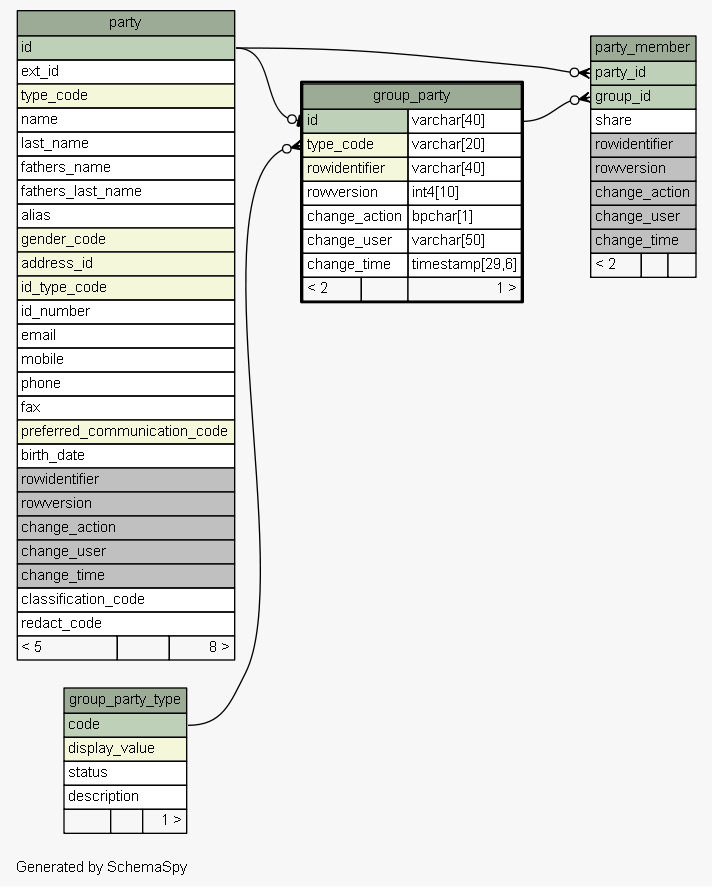 party
id
ext_id
type_code
name
last_name
fathers_name
fathers_last_name
alias
gender_code
address_id
id_type_code
id_number
email
mobile
phone
fax
preferred_communication_code
birth_date
rowidentifier
rowversion
change_action
change_user
change_time
classification_code
redact_code
< 5 8 >
group_party
id varchar[40]
type_code varchar[20]
rowidentifier varchar[40]
rowversion int4[10]
change_action bpchar[1]
change_user varchar[50]
change_time timestamp[29,6]
< 2 1 >
party_member
party_id
group_id
share
rowidentifier
rowversion
change_action
change_user
change_time
< 2
group_party_type
code
display_value
status
description
1 >
Generated by SchemaSpy